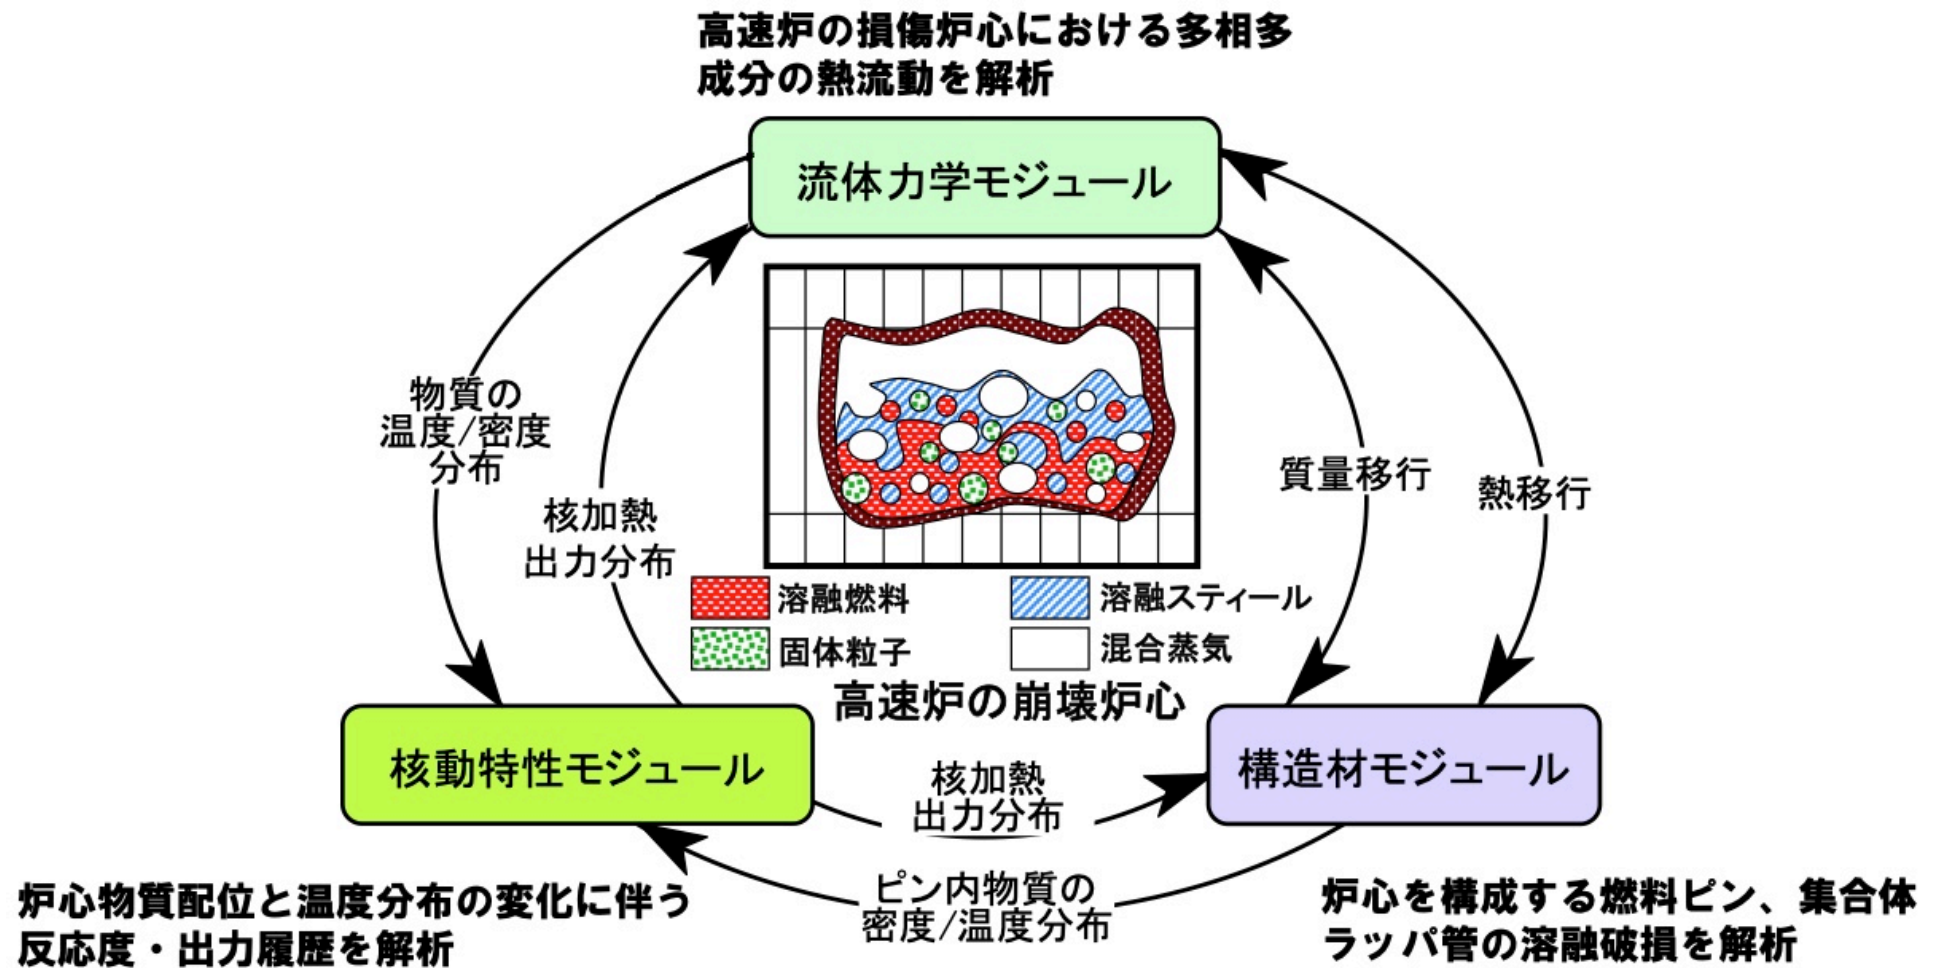 高速炉の損傷炉心における多相多
成分の熱流動を解析
流体力学モジュール
物質の
温度/密度
分布
核加熱
出力分布
質量移行
熱移行
溶融燃料
溶融スティール
固体粒子
混合蒸気
高速炉の崩壊炉心
核動特性モジュール
構造材モジュール
核加熱
出力分布
ピン内物質の
密度/温度分布
炉心物質配位と温度分布の変化に伴う
反応度・出力履歴を解析
炉心を構成する燃料ピン、集合体
ラッパ管の溶融破損を解析